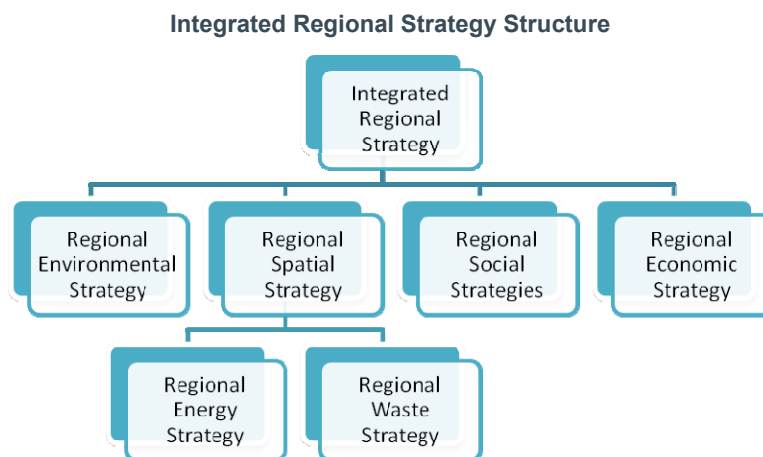 Integrated Regional Strategy Structure
Integrated
Regional
Strategy
Regional
Environmental
Strategy
Regional
Spatial
Strategy
Regional
Social
Strategies
Regional
Economic
Strategy
Regional
Energy
Strategy
Regional
Waste
Strategy